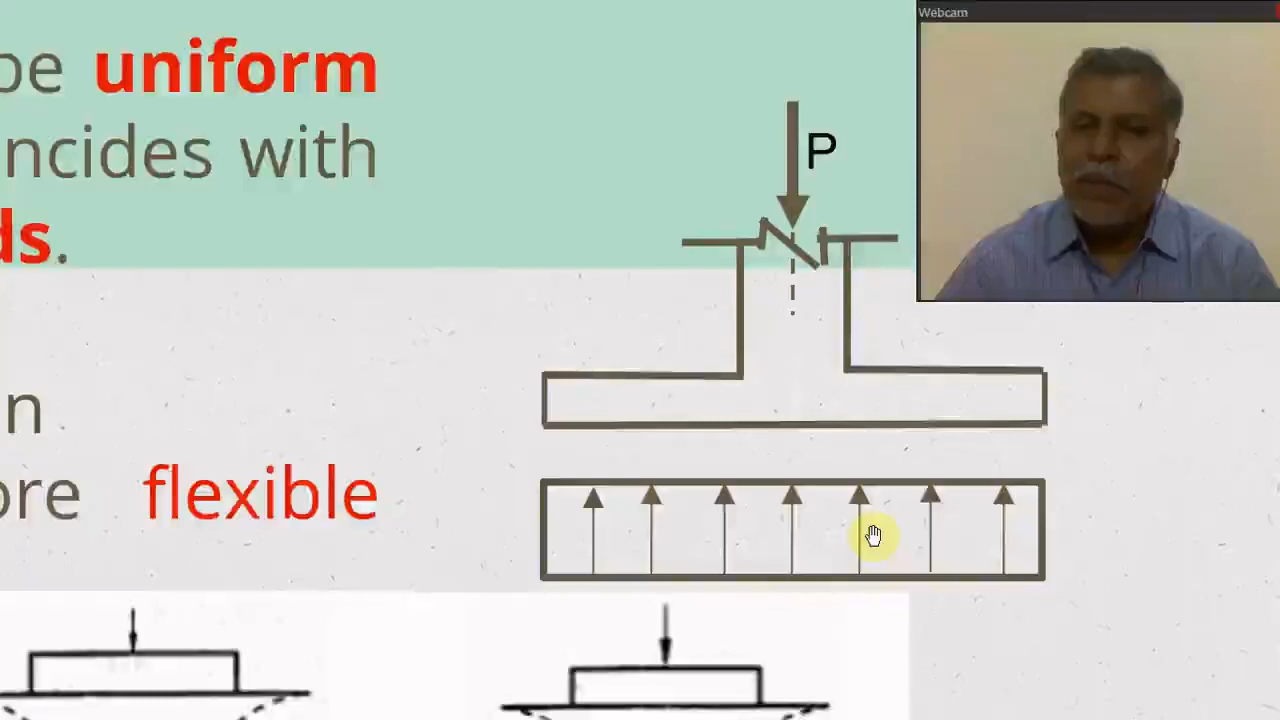 Webcam
be uniform
ncides with
ds.
P
n
ore flexible